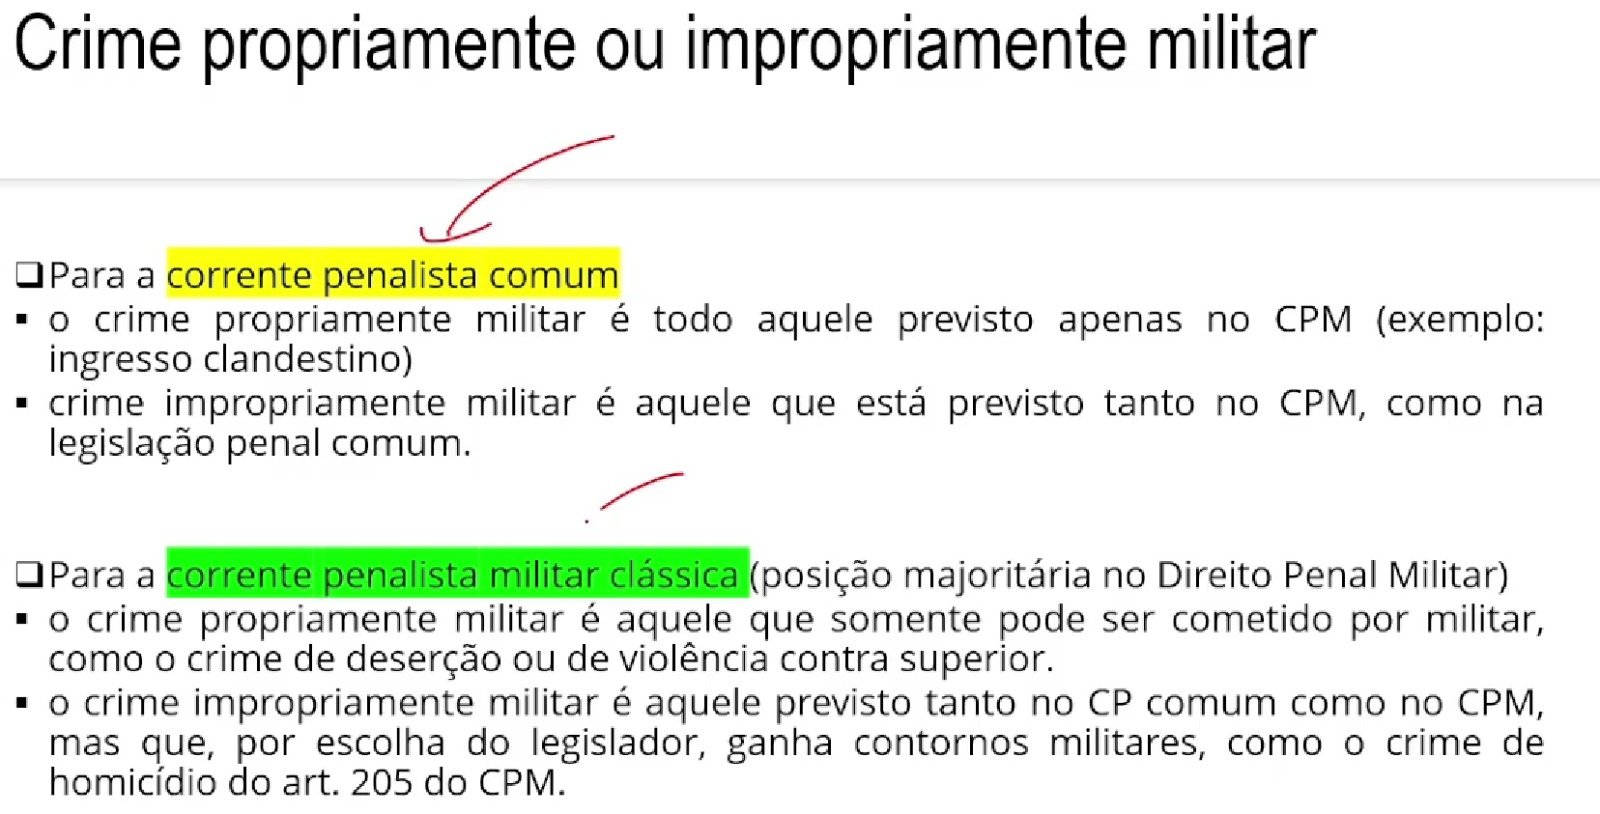 Crime propriamente ou impropriamente militar
❑Para a corrente penalista comum
▪ o crime propriamente militar é todo aquele previsto apenas no CPM (exemplo:
ingresso clandestino)
▪ crime impropriamente militar é aquele que está previsto tanto no CPM, como na
legislação penal comum.
❑Para a corrente penalista militar clássica (posição majoritária no Direito Penal Militar)
▪ o crime propriamente militar é aquele que somente pode ser cometido por militar,
como o crime de deserção ou de violência contra superior.
▪ o crime impropriamente militar é aquele previsto tanto no CP comum como no CPM,
mas que, por escolha do legislador, ganha contornos militares, como o crime de
homicídio do art. 205 do CPM.